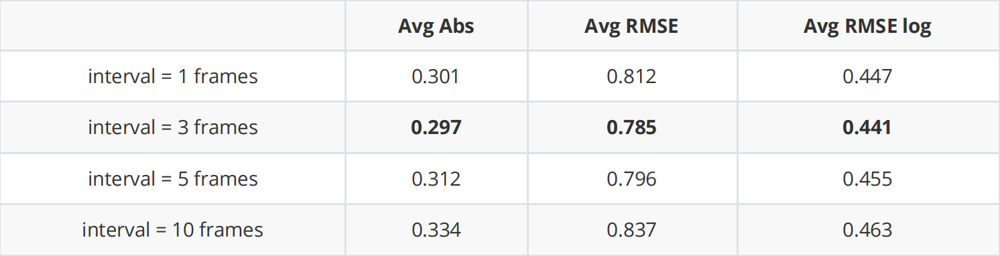 Avg Abs Avg RMSE Avg RMSE log
interval = 1 frames 0.301 0.812 0.447
interval = 3 frames 0.297 0.785 0.441
interval = 5 frames 0.312 0.796 0.455
interval = 10 frames 0.334 0.837 0.463